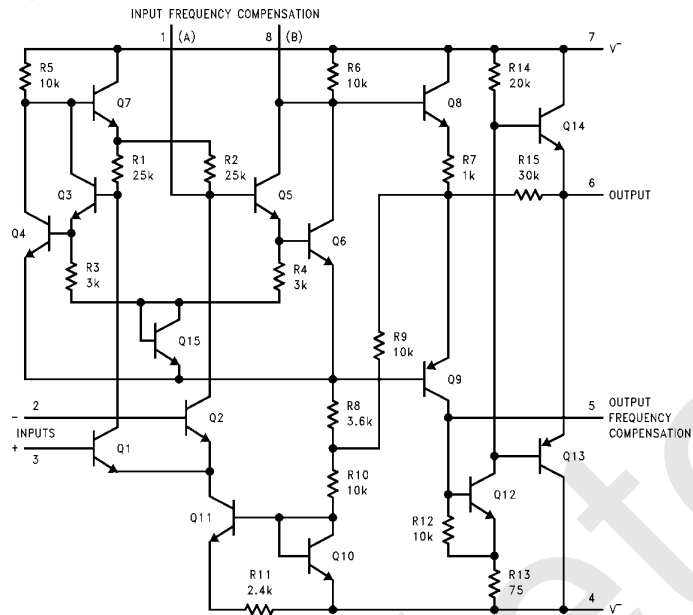 INPUT FREQUENCY COMPENSATION
1 (A) 8 (B)
7 V-
R5
10k
Q7
R6
10k
Q8
R14
20k
Q14
R1
25k
R2
25k
R7
1k
R15
30k
6 OUTPUT
Q3
Q5
Q4
Q6
R3
3k
R4
3k
Q15
R9
10k
Q9
2
-
Q2
R8
3.6k
5 OUTPUT
FREQUENCY
COMPENSATION
INPUTS
+
3
Q1
Q13
R10
10k
Q12
Q11
R12
10k
Q10
R11
2.4k
R13
75
4 V-